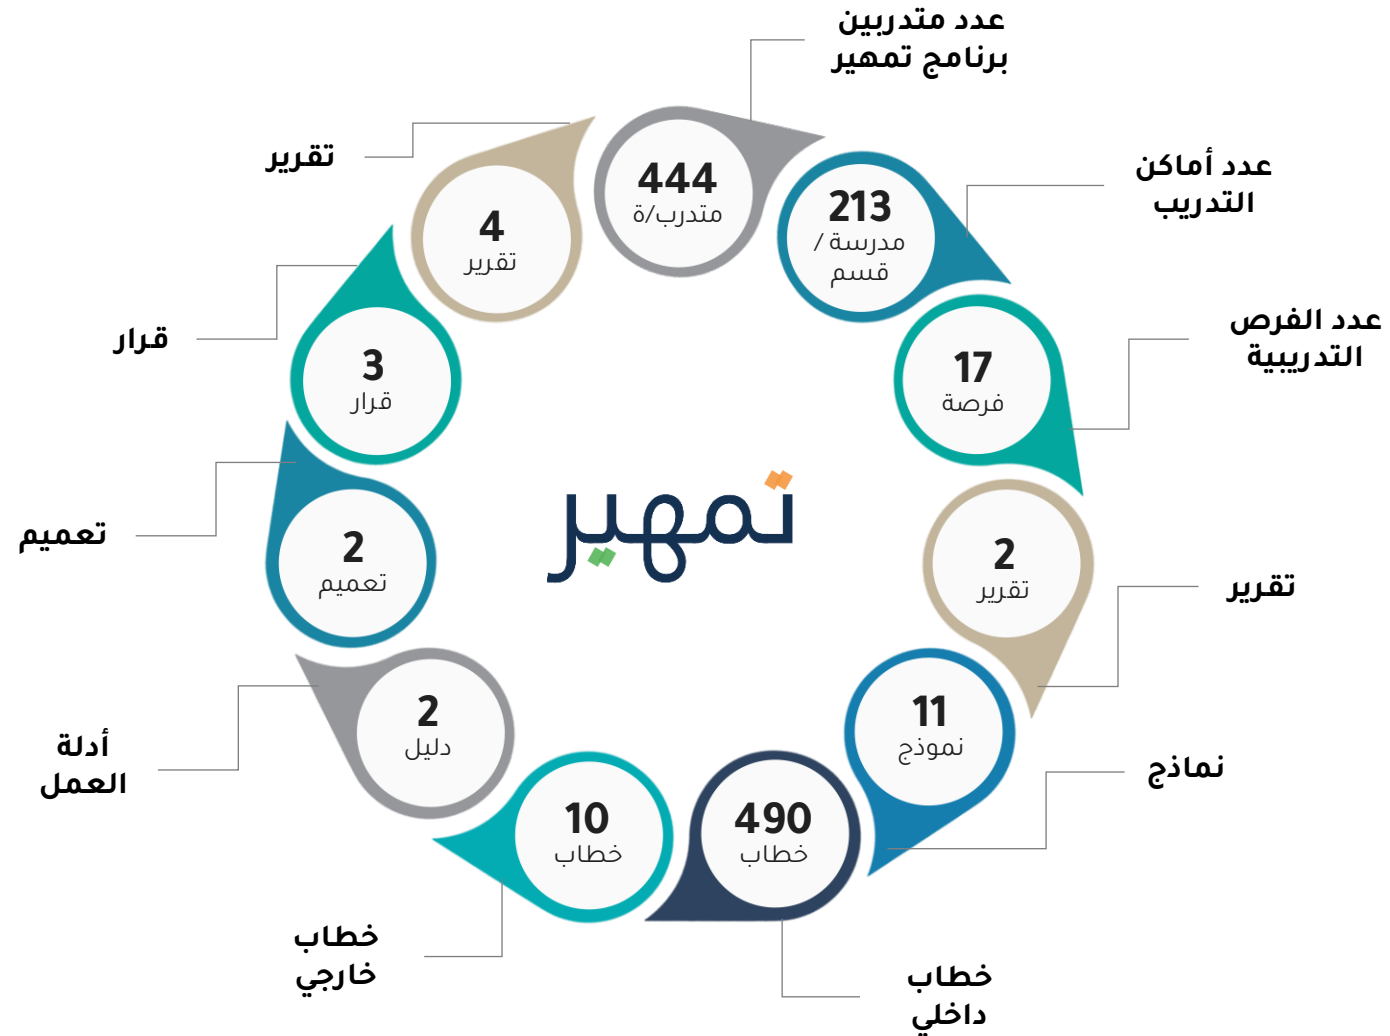 عدد متدربين
برنامج تمهير
444
متدرب/ة
عدد أماكن
التدريب
213
مدرسة /
قسم
عدد الفرص
التدريبية
17
فرصة
تقرير
2
تقرير
نماذج
11
نموذج
خطاب
داخلي
490
خطاب
خطاب
خارجي
10
خطاب
أدلة
العمل
2
دليل
تعميم
2
تعميم
قرار
3
قرار
تقرير
4
تقرير
تمهير